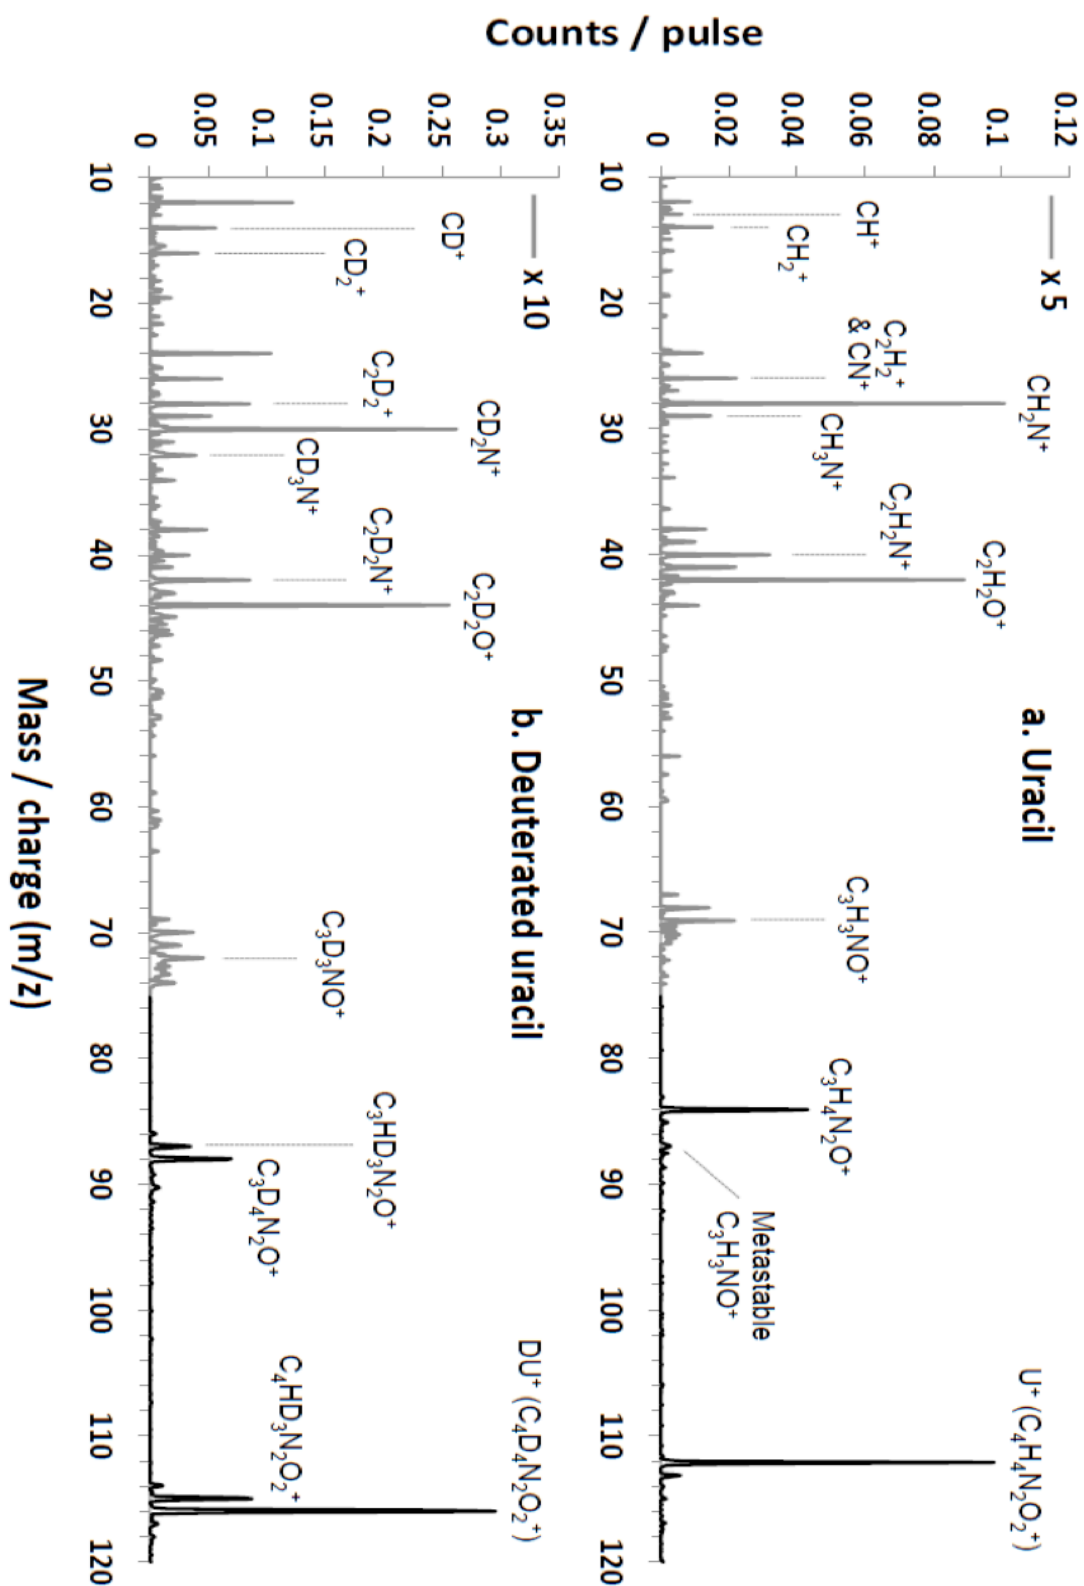 Counts / pulse
0.12
0.1
0.08
0.06
0.04
0.02
0
x 5
a. Uracil
CH⁺
CH₂⁺
C₂H₂⁺
& CN⁺
CH₂N⁺
CH₃N⁺
C₂H₂N⁺
C₂H₂O⁺
C₃H₃NO⁺
C₃H₄N₂O⁺
Metastable
C₃H₃NO⁺
U⁺ (C₄H₄N₂O₂⁺)
10 20 30 40 50 60 70 80 90 100 110 120
0.35
0.3
0.25
0.2
0.15
0.1
0.05
0
x 10
b. Deuterated uracil
CD⁺
CD₂⁺
C₂D₂⁺
CD₂N⁺
CD₃N⁺
C₂D₂N⁺
C₂D₂O⁺
C₃D₃NO⁺
C₃HD₃N₂O⁺
C₃D₄N₂O⁺
C₄HD₃N₂O₂⁺
DU⁺ (C₄D₄N₂O₂⁺)
10 20 30 40 50 60 70 80 90 100 110 120
Mass / charge (m/z)